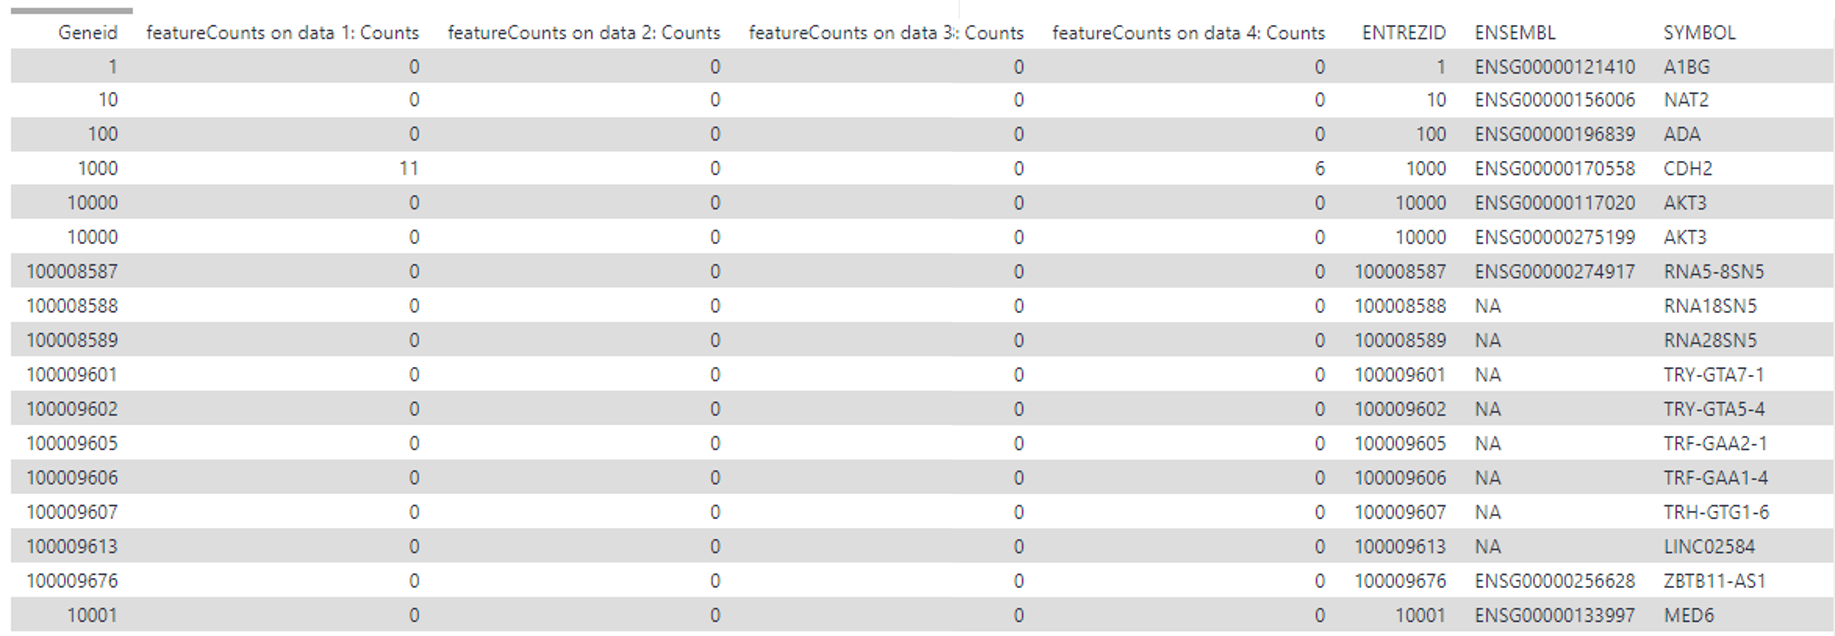 Geneid featureCounts on data 1: Counts featureCounts on data 2: Counts featureCounts on data 3: Counts featureCounts on data 4: Counts ENTREZID ENSEMBL SYMBOL
1 0 0 0 0 1 ENSG00000121410 A1BG
10 0 0 0 0 10 ENSG00000156006 NAT2
100 0 0 0 0 100 ENSG00000196839 ADA
1000 11 0 0 6 1000 ENSG00000170558 CDH2
10000 0 0 0 0 10000 ENSG00000117020 AKT3
10000 0 0 0 0 10000 ENSG00000275199 AKT3
100008587 0 0 0 0 100008587 ENSG00000274917 RNA5-8SN5
100008588 0 0 0 0 100008588 NA RNA18SN5
100008589 0 0 0 0 100008589 NA RNA28SN5
100009601 0 0 0 0 100009601 NA TRY-GTA7-1
100009602 0 0 0 0 100009602 NA TRY-GTA5-4
100009605 0 0 0 0 100009605 NA TRF-GAA2-1
100009606 0 0 0 0 100009606 NA TRF-GAA1-4
100009607 0 0 0 0 100009607 NA TRH-GTG1-6
100009613 0 0 0 0 100009613 NA LINC02584
100009676 0 0 0 0 100009676 ENSG00000256628 ZBTB11-AS1
10001 0 0 0 0 10001 ENSG00000133997 MED6